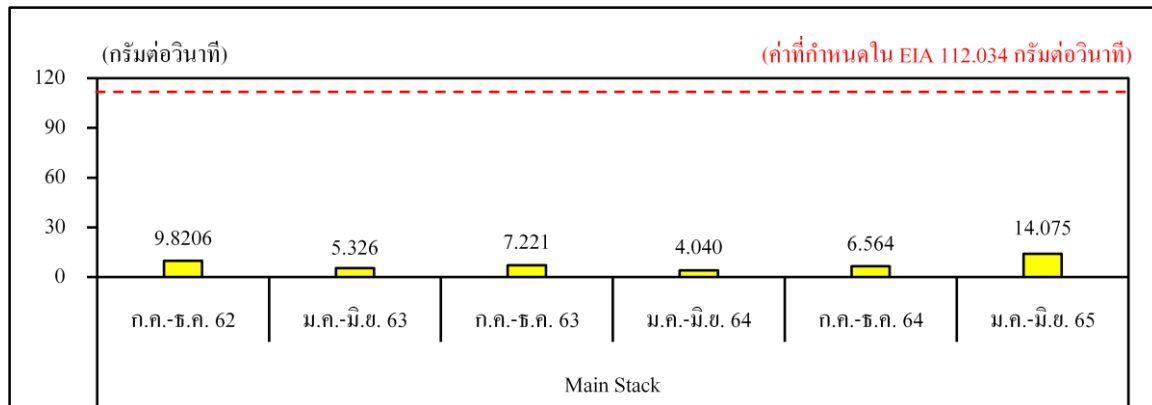 (กรัมต่อวินาที) (ค่าที่กำหนดใน EIA 112.034 กรัมต่อวินาที)
120
90
60
30
0
9.8206 5.326 7.221 4.040 6.564 14.075
ก.ค.-ธ.ค. 62 ม.ค.-มิ.ย. 63 ก.ค.-ธ.ค. 63 ม.ค.-มิ.ย. 64 ก.ค.-ธ.ค. 64 ม.ค.-มิ.ย. 65
Main Stack